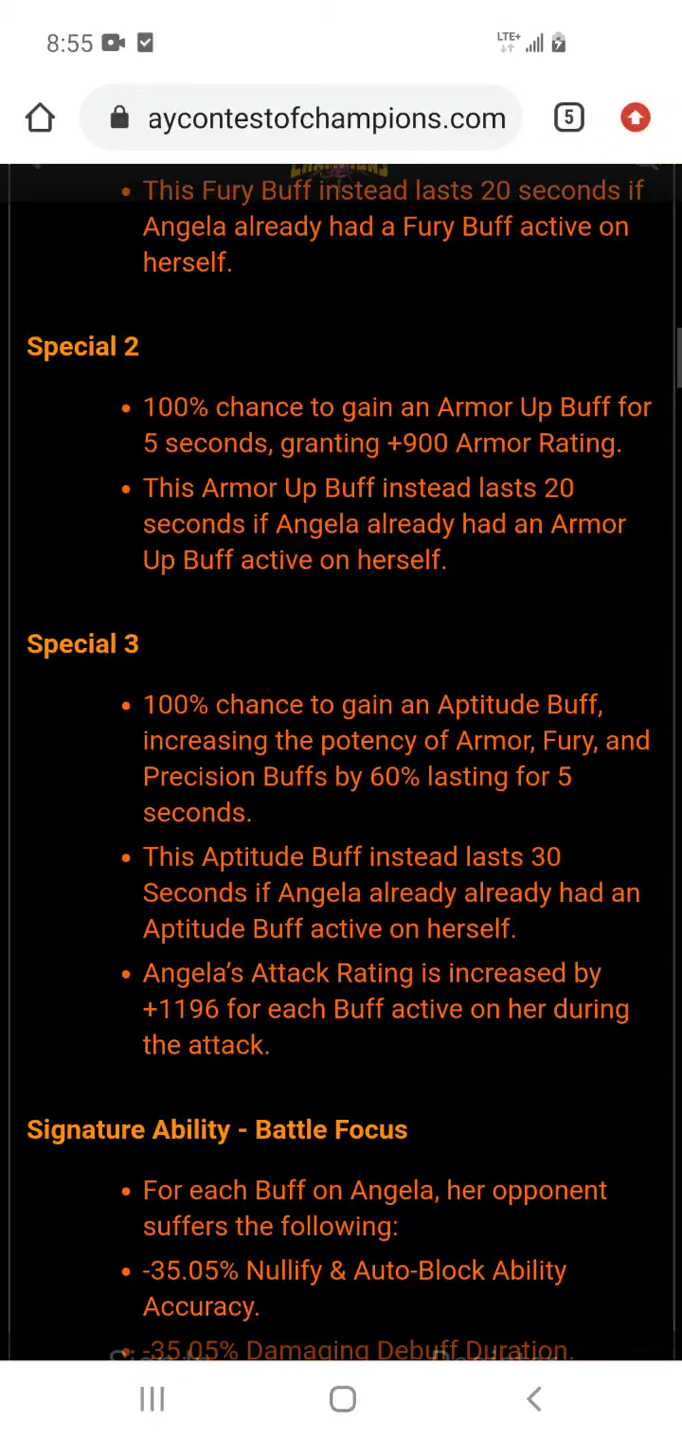 8:55
LTE+
aycontestofchampions.com
5
CHAMPIONS
• This Fury Buff instead lasts 20 seconds if
Angela already had a Fury Buff active on
herself.
Special 2
• 100% chance to gain an Armor Up Buff for
5 seconds, granting +900 Armor Rating.
• This Armor Up Buff instead lasts 20
seconds if Angela already had an Armor
Up Buff active on herself.
Special 3
• 100% chance to gain an Aptitude Buff,
increasing the potency of Armor, Fury, and
Precision Buffs by 60% lasting for 5
seconds.
• This Aptitude Buff instead lasts 30
Seconds if Angela already already had an
Aptitude Buff active on herself.
• Angela’s Attack Rating is increased by
+1196 for each Buff active on her during
the attack.
Signature Ability - Battle Focus
• For each Buff on Angela, her opponent
suffers the following:
• -35.05% Nullify & Auto-Block Ability
Accuracy.
• -35.05% Damaging Debuff Duration.